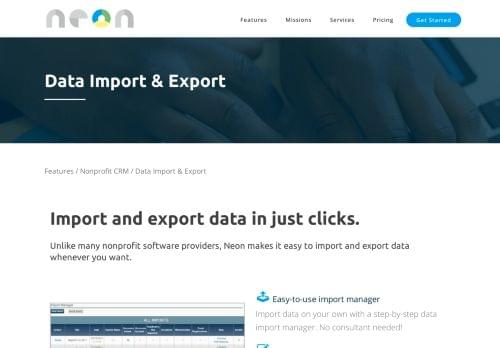 neon
Features
Missions
Services
Pricing
Get Started
Data Import & Export
Features / Nonprofit CRM / Data Import & Export
Import and export data in just clicks.
Unlike many nonprofit software providers, Neon makes it easy to import and export data
whenever you want.
Easy-to-use import manager
Import data on your own with a step-by-step data
import manager. No consultant needed!
ALL IMPORTS